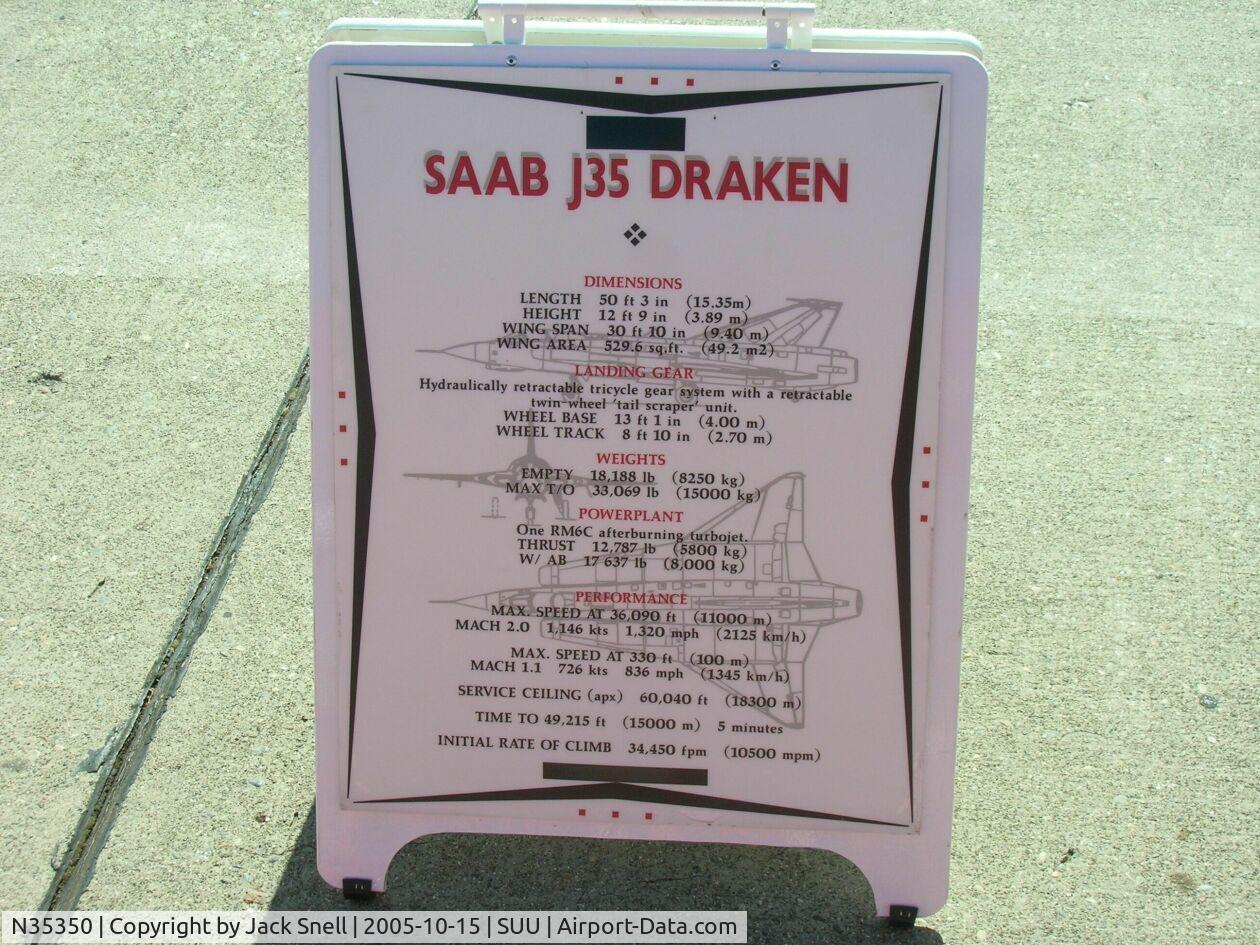 SAAB J35 DRAKEN
DIMENSIONS
LENGTH 50 ft 3 in (15.35m)
HEIGHT 12 ft 9 in (3.89 m)
WING SPAN 30 ft 10 in (9.40 m)
WING AREA 529.6 sq.ft. (49.2 m2)
LANDING GEAR
Hydraulically retractable tricycle gear system with a retractable
twin-wheel 'tail scraper' unit.
WHEEL BASE 13 ft 1 in (4.00 m)
WHEEL TRACK 8 ft 10 in (2.70 m)
WEIGHTS
EMPTY 18,188 lb (8250 kg)
MAX T/O 33,069 lb (15000 kg)
POWERPLANT
One RM6C afterburning turbojet.
THRUST 12,787 lb (5800 kg)
W/ AB 17 637 lb (8,000 kg)
PERFORMANCE
MAX. SPEED AT 36,090 ft (11000 m)
MACH 2.0 1,146 kts 1,320 mph (2125 km/h)
MAX. SPEED AT 330 ft (100 m)
MACH 1.1 726 kts 836 mph (1345 km/h)
SERVICE CEILING (apx) 60,040 ft (18300 m)
TIME TO 49,215 ft (15000 m) 5 minutes
INITIAL RATE OF CLIMB 34,450 fpm (10500 mpm)
N35350 | Copyright by Jack Snell | 2005-10-15 | SUU | Airport-Data.com